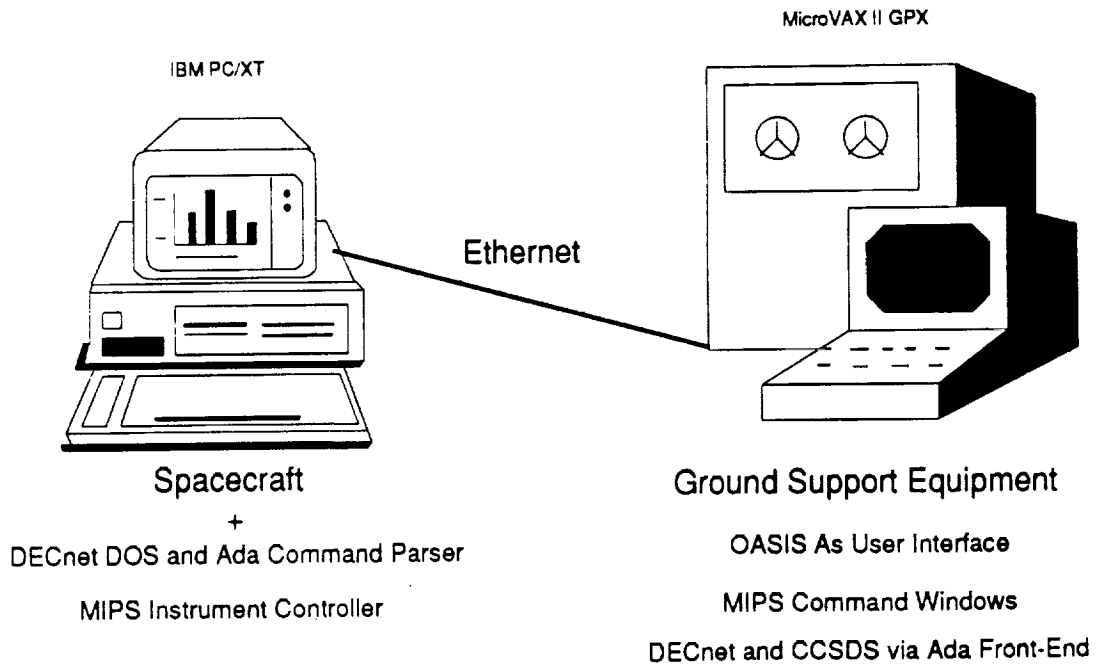 MicroVAX II GPX
IBM PC/XT
Ethernet
Spacecraft
+
DECnet DOS and Ada Command Parser
MIPS Instrument Controller
Ground Support Equipment
OASIS As User Interface
MIPS Command Windows
DECnet and CCSDS via Ada Front-End